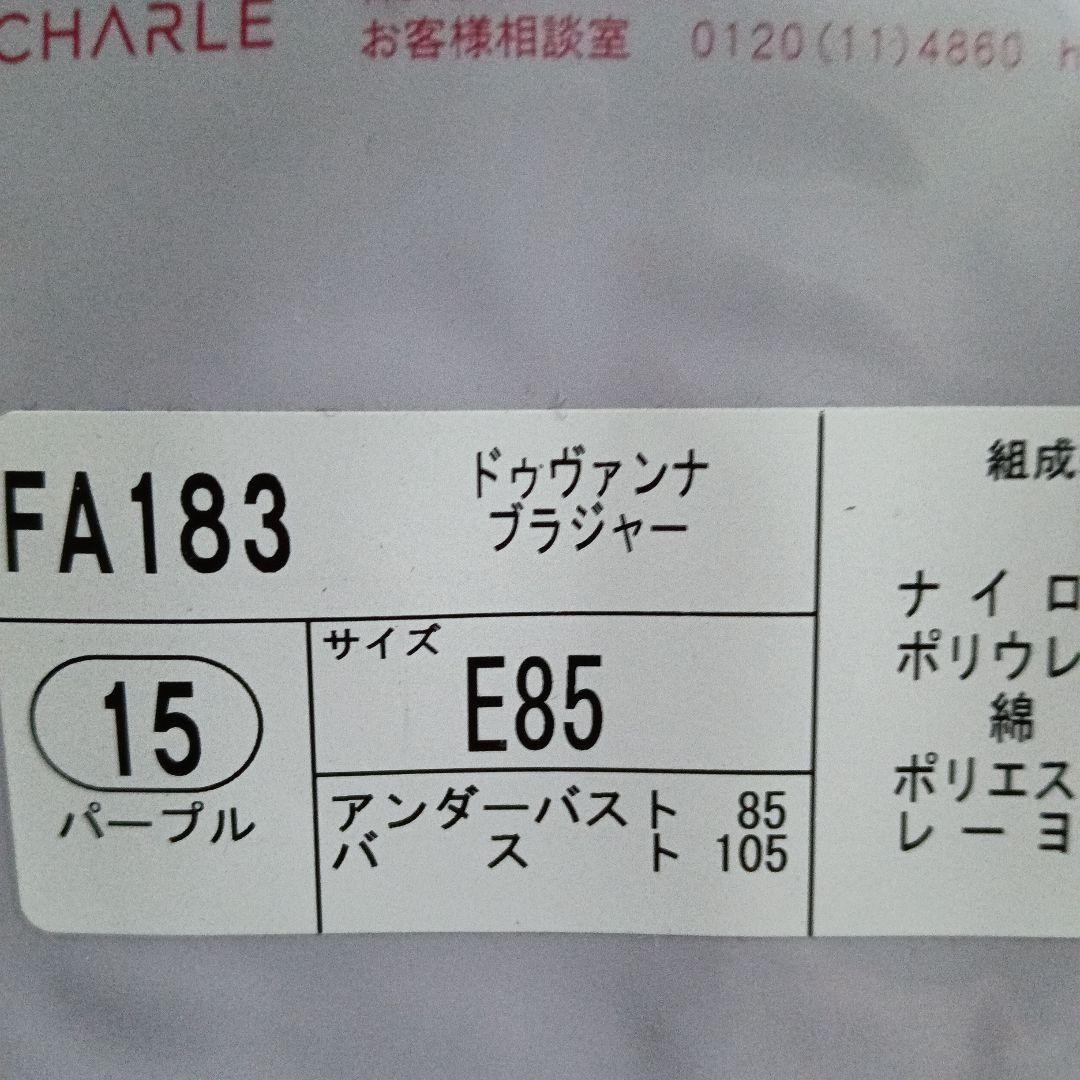 CHARLE お客様相談室 0120(11)4860
FA183
ドゥヴァンナ
ブラジャー
15
パープル
サイズ
E85
アンダーバスト 85
バスト 105
組成
ナイロ
ポリウレ
綿
ポリエス
レーヨ